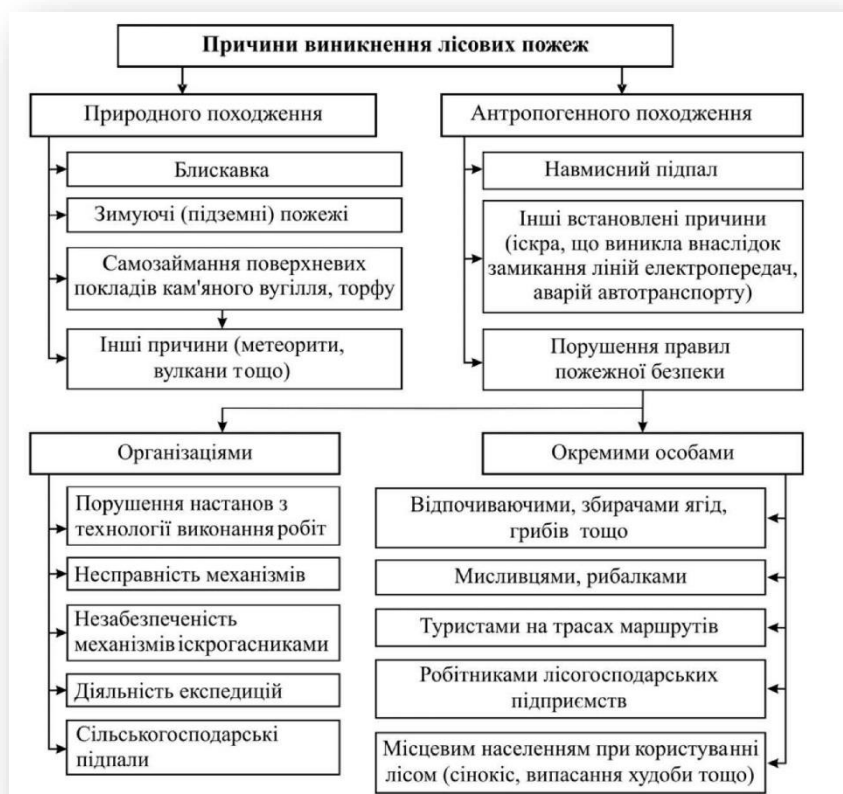 Причини виникнення лісових пожеж
Природного походження
Антропогенного походження
Блискавка
Зимуючі (підземні) пожежі
Самозаймання поверхневих
покладів кам'яного вугілля, торфу
Інші причини (метеорити,
вулкани тощо)
Навмисний підпал
Інші встановлені причини
(іскра, що виникла внаслідок
замикання ліній електропередач,
аварій автотранспорту)
Порушення правил
пожежної безпеки
Організаціями
Окремими особами
Порушення настанов з
технології виконання робіт
Несправність механізмів
Незабезпеченість
механізмів іскрогасниками
Діяльність експедицій
Сільськогосподарські
підпали
Відпочиваючими, збирачами ягід,
грибів тощо
Мисливцями, рибалками
Туристами на трасах маршрутів
Робітниками лісогосподарських
підприємств
Місцевим населенням при користуванні
лісом (сінокіс, випасання худоби тощо)